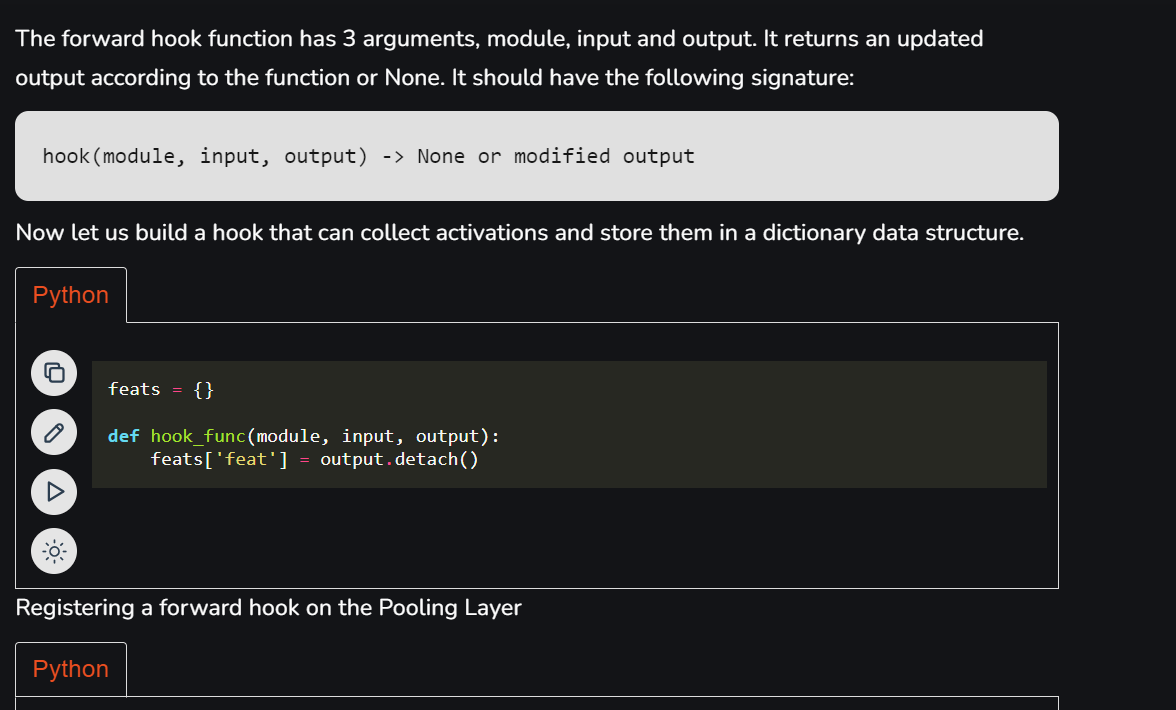 The forward hook function has 3 arguments, module, input and output. It returns an updated
output according to the function or None. It should have the following signature:
hook(module, input, output) -> None or modified output
Now let us build a hook that can collect activations and store them in a dictionary data structure.
Python
feats = {}
def hook_func(module, input, output):
    feats['feat'] = output.detach()
Registering a forward hook on the Pooling Layer
Python